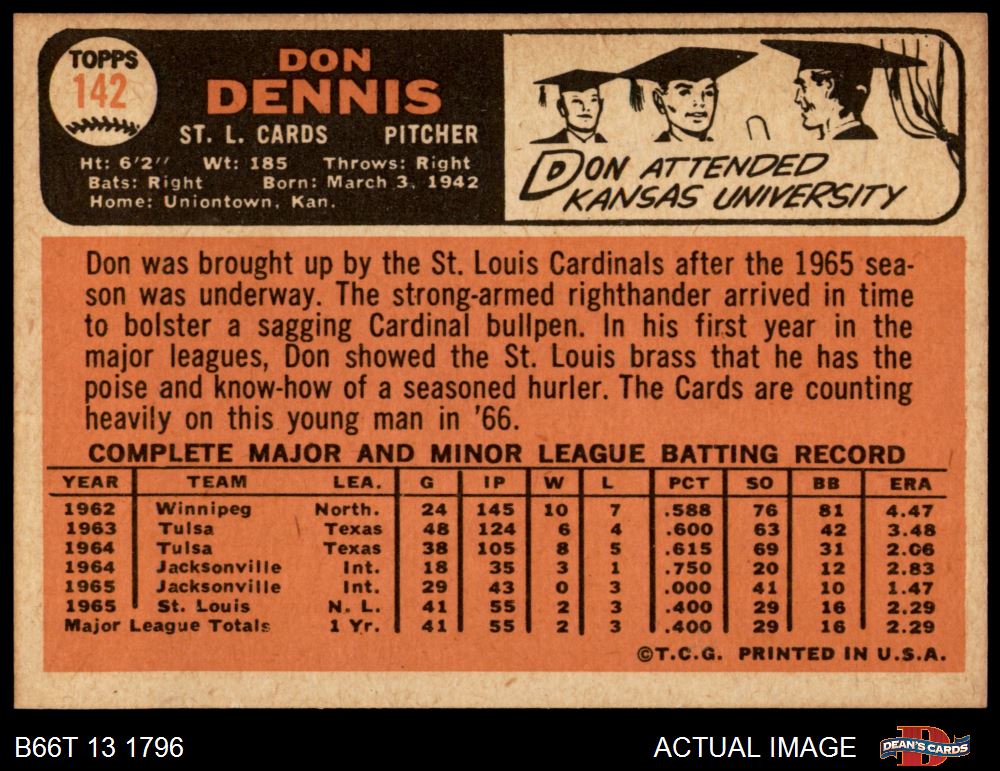 TOPPS
142
DON
DENNIS
ST. L. CARDS PITCHER
Ht: 6'2" Wt: 185 Throws: Right
Bats: Right Born: March 3, 1942
Home: Uniontown, Kan.
DON ATTENDED
KANSAS UNIVERSITY
Don was brought up by the St. Louis Cardinals after the 1965 sea-
son was underway. The strong-armed righthander arrived in time
to bolster a sagging Cardinal bullpen. In his first year in the
major leagues, Don showed the St. Louis brass that he has the
poise and know-how of a seasoned hurler. The Cards are counting
heavily on this young man in '66.
COMPLETE MAJOR AND MINOR LEAGUE BATTING RECORD
YEAR TEAM LEA. G IP W L PCT SO BB ERA
1962 Winnipeg North. 24 145 10 7 .588 76 81 4.47
1963 Tulsa Texas 48 124 6 4 .600 63 42 3.48
1964 Tulsa Texas 38 105 8 5 .615 69 31 2.06
1964 Jacksonville Int. 18 35 3 1 .750 20 12 2.83
1965 Jacksonville Int. 29 43 0 3 .000 41 10 1.47
1965 St. Louis N. L. 41 55 2 3 .400 29 16 2.29
Major League Totals 1 Yr. 41 55 2 3 .400 29 16 2.29
©T.C.G. PRINTED IN U.S.A.
B66T 13 1796 ACTUAL IMAGE DEAN'S CARDS